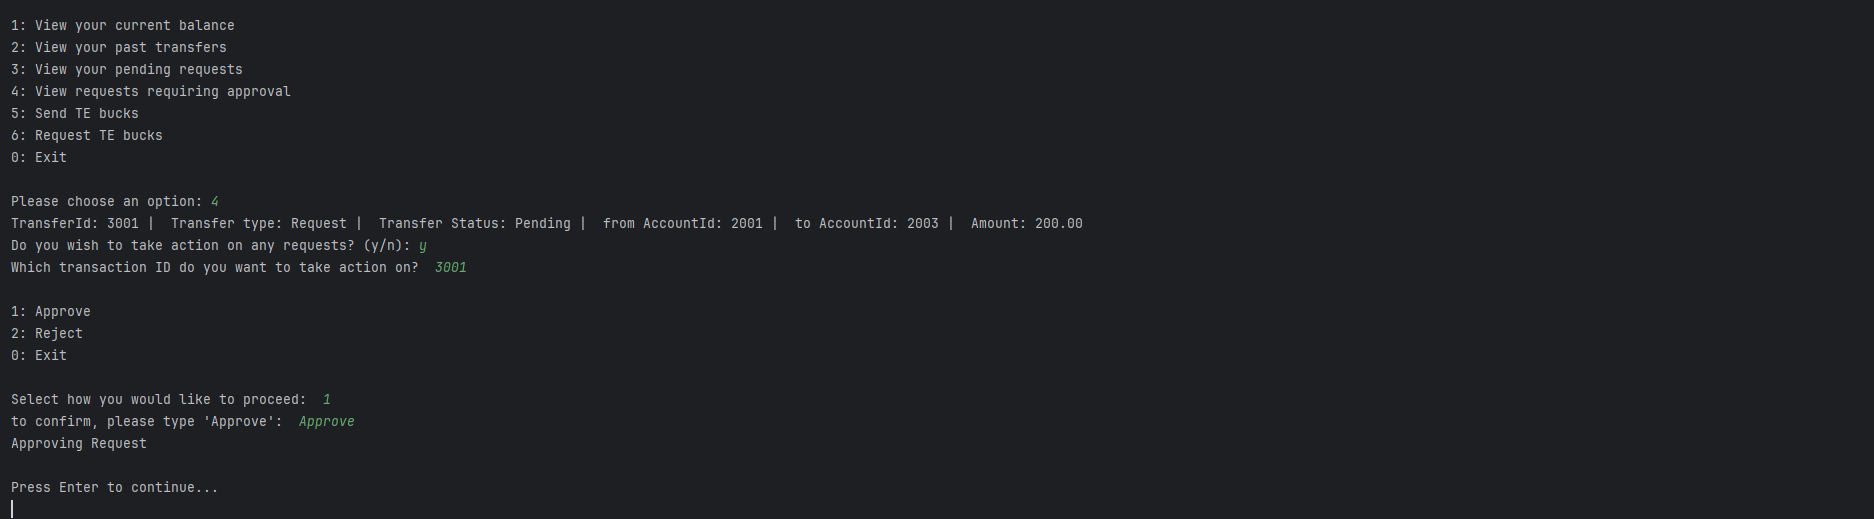 1: View your current balance
2: View your past transfers
3: View your pending requests
4: View requests requiring approval
5: Send TE bucks
6: Request TE bucks
0: Exit
Please choose an option: 4
TransferId: 3001 |  Transfer type: Request |  Transfer Status: Pending |  from AccountId: 2001 |  to AccountId: 2003 |  Amount: 200.00
Do you wish to take action on any requests? (y/n): y
Which transaction ID do you want to take action on?  3001
1: Approve
2: Reject
0: Exit
Select how you would like to proceed:  1
to confirm, please type 'Approve':  Approve
Approving Request
Press Enter to continue...